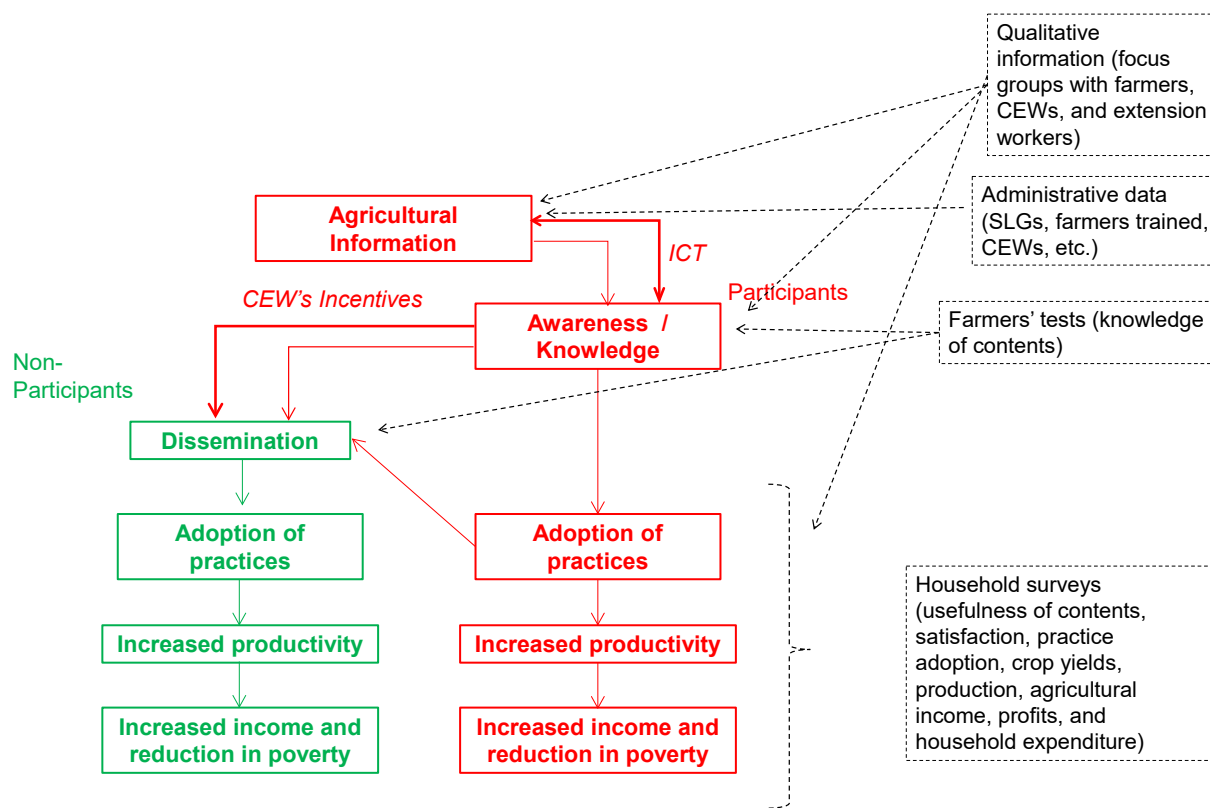 Qualitative
information (focus
groups with farmers,
CEWs, and extension
workers)
Administrative data
(SLGs, farmers trained,
CEWs, etc.)
Agricultural
Information
ICT
CEW's Incentives
Participants
Awareness /
Knowledge
Farmers' tests (knowledge
of contents)
Non-
Participants
Dissemination
Adoption of
practices
Adoption of
practices
Increased productivity
Increased productivity
Increased income and
reduction in poverty
Increased income and
reduction in poverty
Household surveys
(usefulness of contents,
satisfaction, practice
adoption, crop yields,
production, agricultural
income, profits, and
household expenditure)